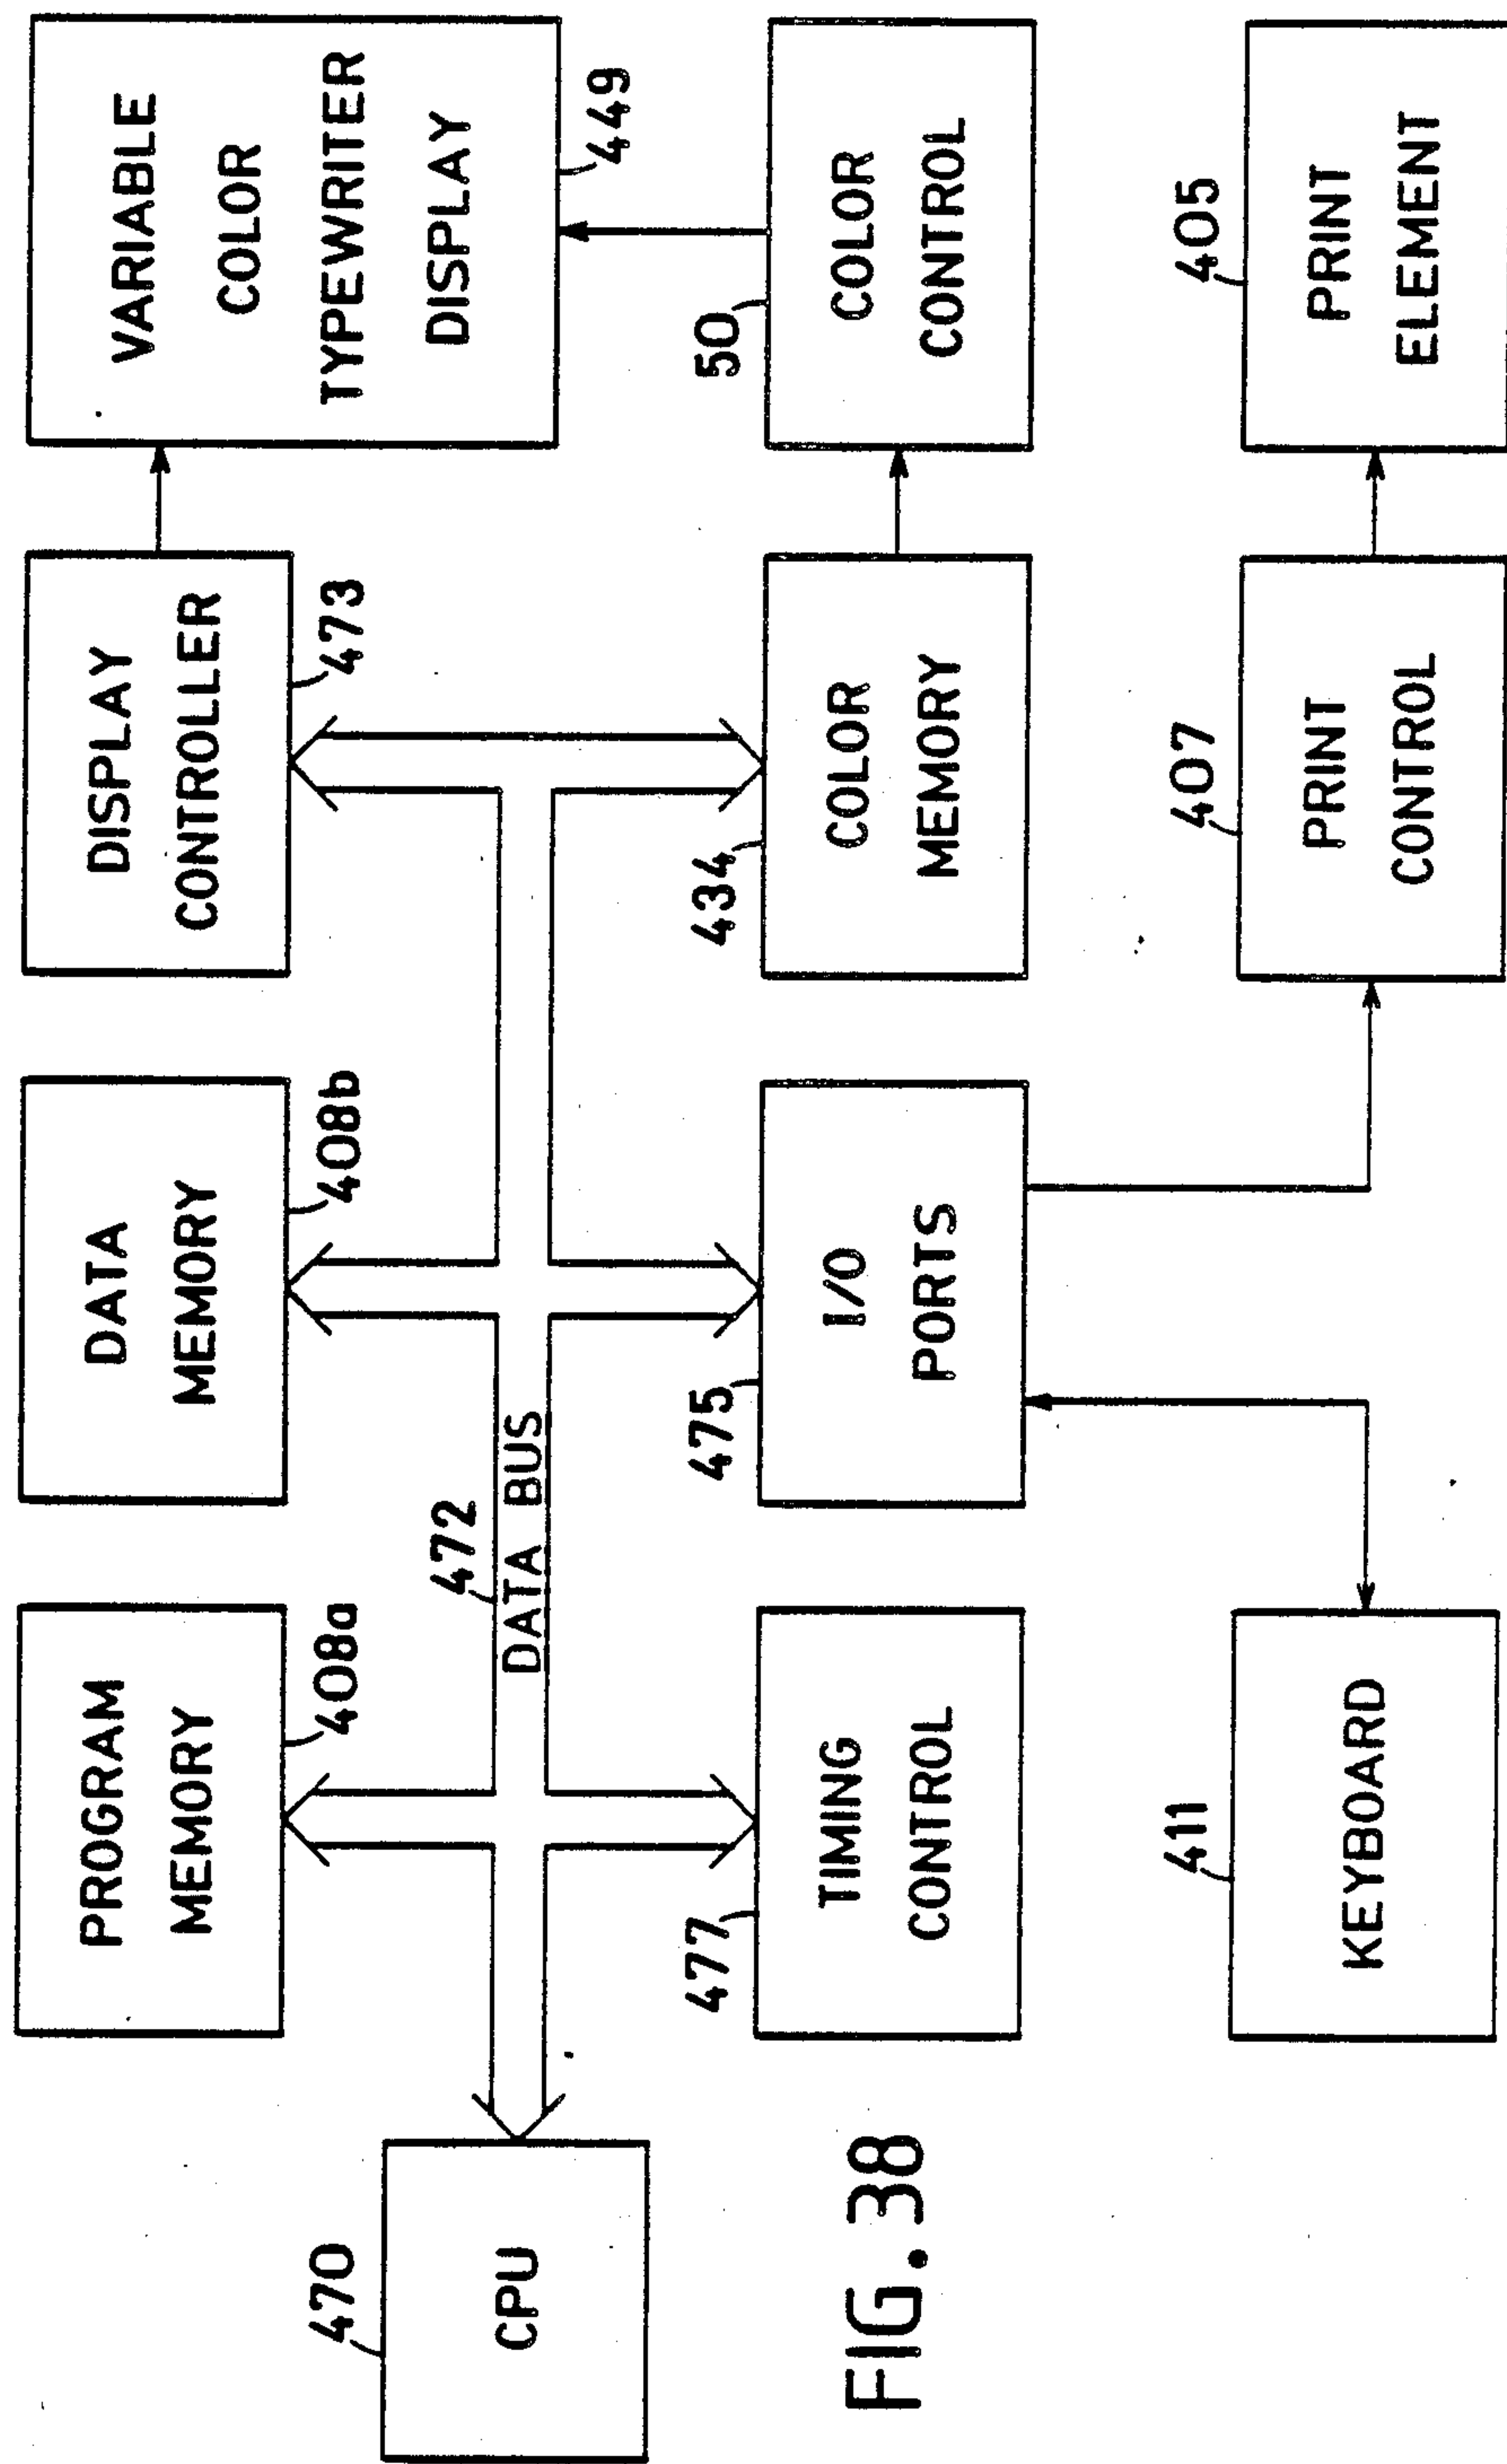 470
CPU
PROGRAM
MEMORY
408a
DATA
MEMORY
408b
DISPLAY
CONTROLLER
473
VARIABLE
COLOR
TYPEWRITER
DISPLAY
449
472
DATA BUS
477
TIMING
CONTROL
475
I/O
PORTS
434
COLOR
MEMORY
50
COLOR
CONTROL
411
KEYBOARD
407
PRINT
CONTROL
405
PRINT
ELEMENT
FIG. 38